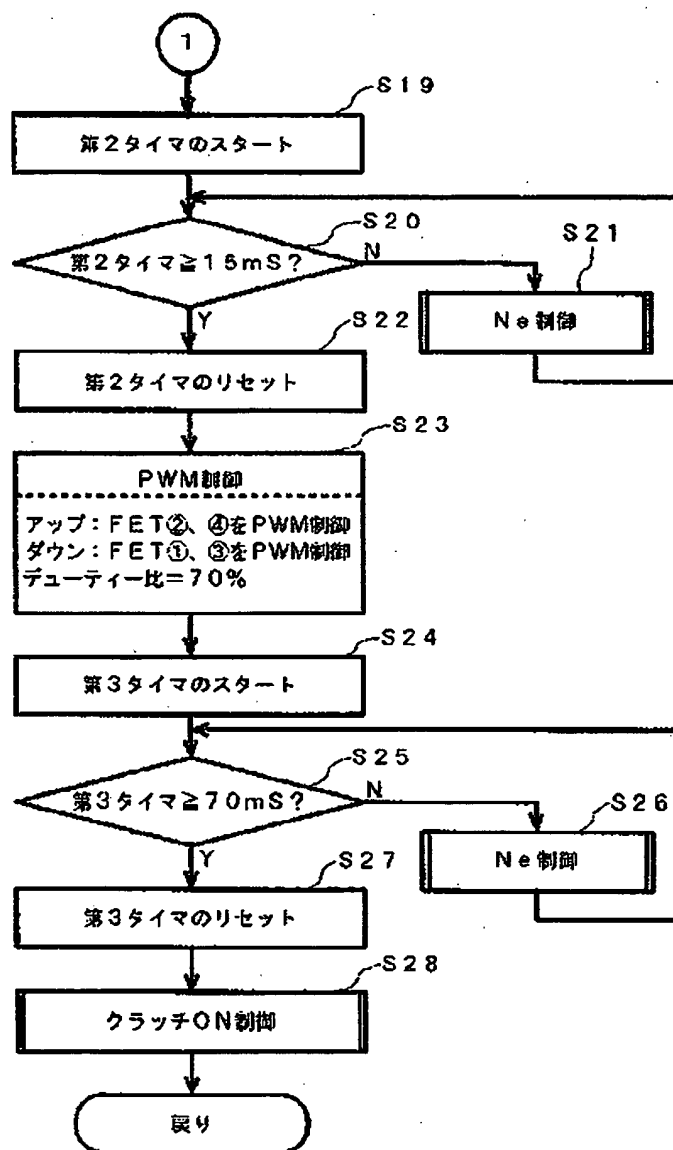 1
S19
第2タイマのスタート
S20
第2タイマ≧15mS?
N
S21
Ne制御
Y
S22
第2タイマのリセット
S23
PWM制御
アップ:FET②、④をPWM制御
ダウン:FET①、③をPWM制御
デューティー比=70%
S24
第3タイマのスタート
S25
第3タイマ≧70mS?
N
S26
Ne制御
Y
S27
第3タイマのリセット
S28
クラッチON制御
戻り